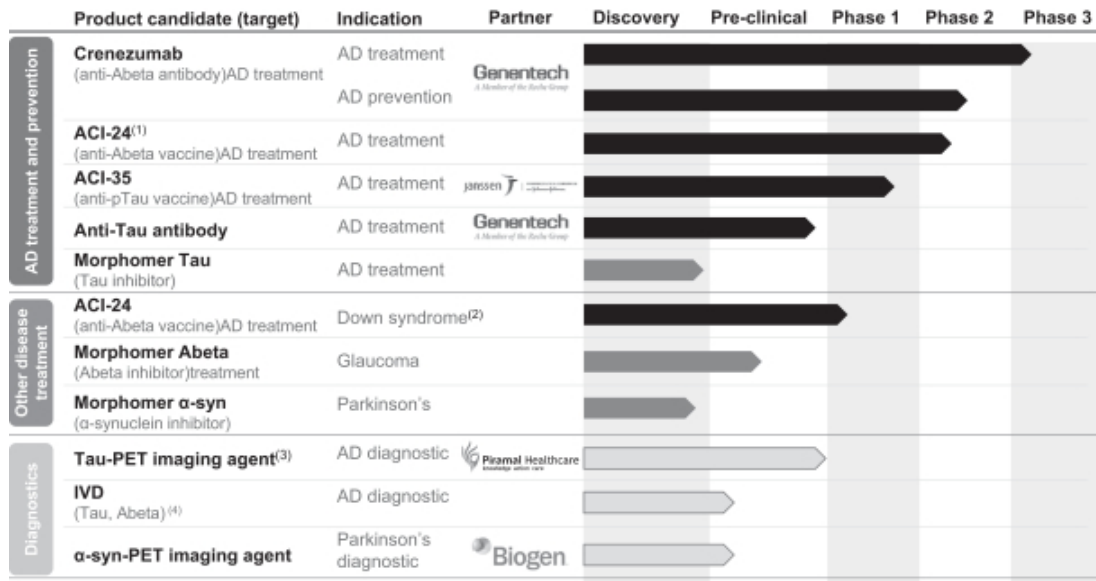 Product candidate (target) Indication Partner Discovery Pre-clinical Phase 1 Phase 2 Phase 3
AD treatment and prevention
Crenezumab AD treatment
(anti-Abeta antibody)AD treatment
Genentech
A Member of the Roche Group
AD prevention
ACI-24(1) AD treatment
(anti-Abeta vaccine)AD treatment
ACI-35 AD treatment janssen
(anti-pTau vaccine)AD treatment
Anti-Tau antibody AD treatment Genentech
A Member of the Roche Group
Morphomer Tau AD treatment
(Tau inhibitor)
Other disease
treatment
ACI-24 Down syndrome(2)
(anti-Abeta vaccine)AD treatment
Morphomer Abeta Glaucoma
(Abeta inhibitor)treatment
Morphomer α-syn Parkinson's
(α-synuclein inhibitor)
Diagnostics
Tau-PET imaging agent(3) AD diagnostic Piramal Healthcare
knowledge action care
IVD AD diagnostic
(Tau, Abeta)(4)
α-syn-PET imaging agent Parkinson's
diagnostic
Biogen